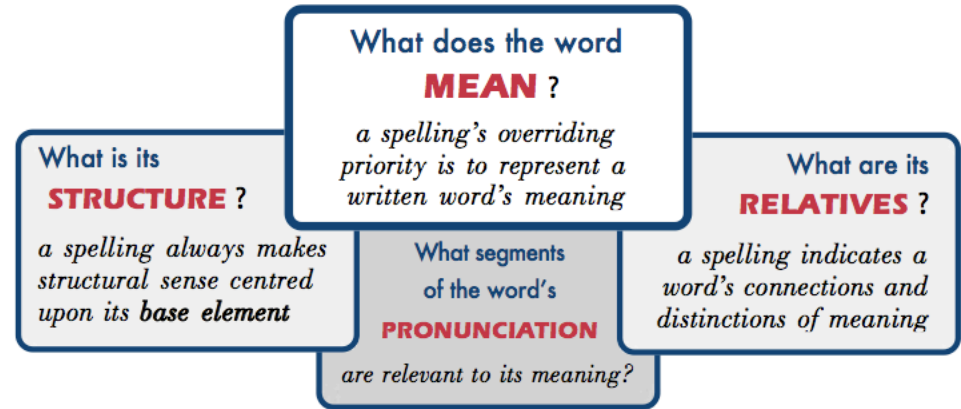 What does the word
MEAN ?
a spelling's overriding
priority is to represent a
written word's meaning
What is its
STRUCTURE ?
a spelling always makes
structural sense centred
upon its base element
What segments
of the word's
PRONUNCIATION
are relevant to its meaning?
What are its
RELATIVES ?
a spelling indicates a
word's connections and
distinctions of meaning